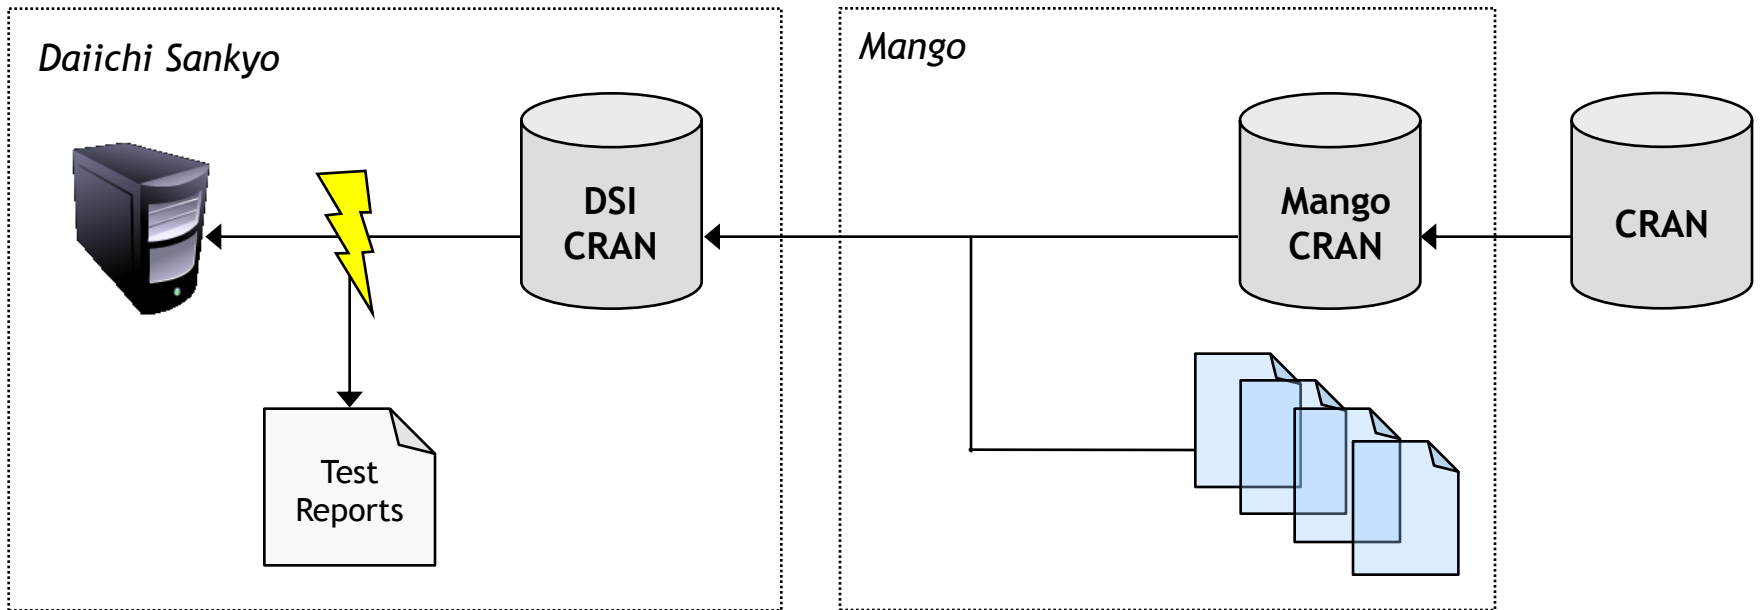 Daiichi Sankyo
Mango
DSI
CRAN
Mango
CRAN
CRAN
Test
Reports